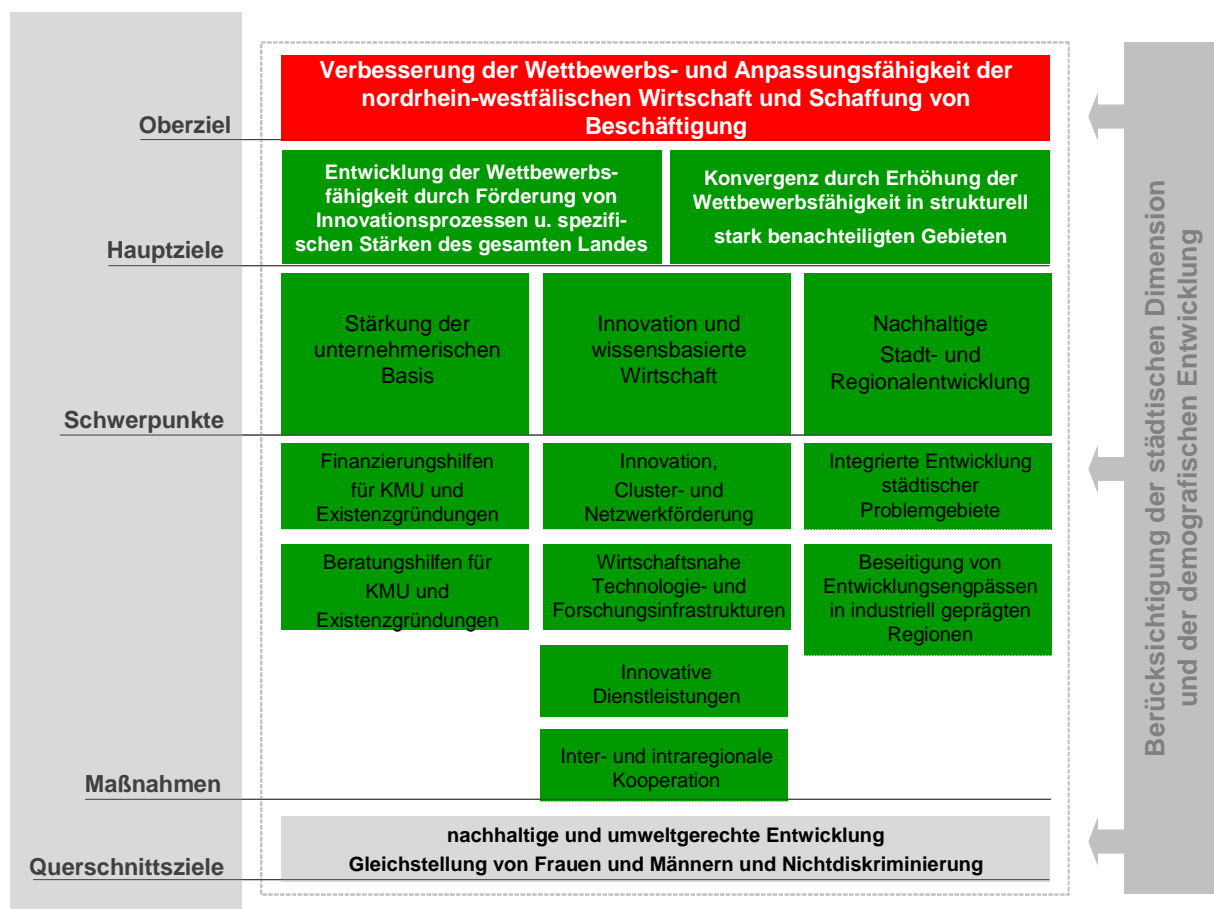 Verbesserung der Wettbewerbs- und Anpassungsfähigkeit der
nordrhein-westfälischen Wirtschaft und Schaffung von
Beschäftigung
Oberziel
Entwicklung der Wettbewerbs-
fähigkeit durch Förderung von
Innovationsprozessen u. spezifi-
schen Stärken des gesamten Landes
Konvergenz durch Erhöhung der
Wettbewerbsfähigkeit in strukturell
stark benachteiligten Gebieten
Hauptziele
Stärkung der
unternehmerischen
Basis
Innovation und
wissensbasierte
Wirtschaft
Nachhaltige
Stadt- und
Regionalentwicklung
Schwerpunkte
Finanzierungshilfen
für KMU und
Existenzgründungen
Innovation,
Cluster- und
Netzwerkförderung
Integrierte Entwicklung
städtischer
Problemgebiete
Beratungshilfen für
KMU und
Existenzgründungen
Wirtschaftsnahe
Technologie- und
Forschungsinfrastrukturen
Beseitigung von
Entwicklungsengpässen
in industriell geprägten
Regionen
Innovative
Dienstleistungen
Inter- und intraregionale
Kooperation
Maßnahmen
nachhaltige und umweltgerechte Entwicklung
Gleichstellung von Frauen und Männern und Nichtdiskriminierung
Querschnittsziele
Berücksichtigung der städtischen Dimension
und der demografischen Entwicklung